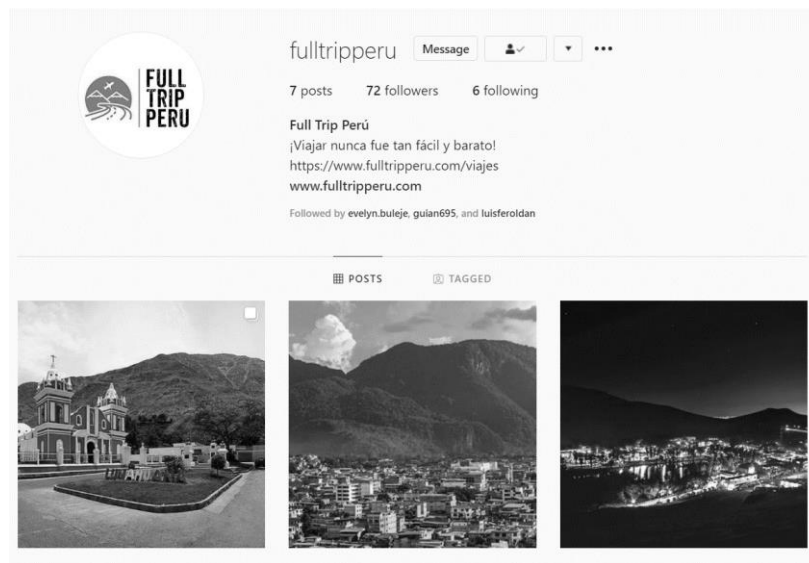 FULL
TRIP
PERU
fulltripperu Message
7 posts 72 followers 6 following
Full Trip Perú
¡Viajar nunca fue tan fácil y barato!
https://www.fulltripperu.com/viajes
www.fulltripperu.com
Followed by evelyn.buleje, guian695, and luisferoldan
POSTS TAGGED